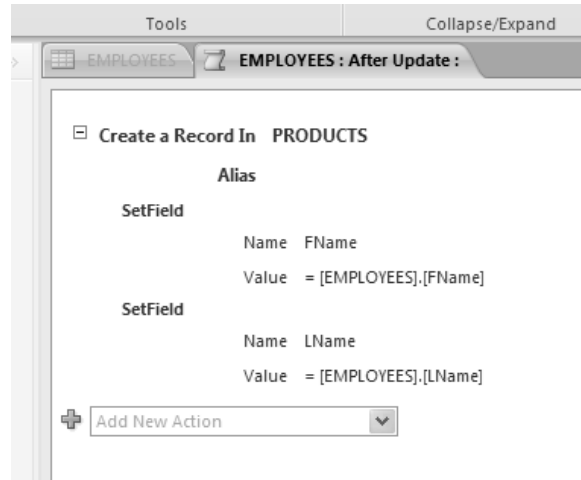 Tools Collapse/Expand
EMPLOYEES EMPLOYEES : After Update :
Create a Record In PRODUCTS
Alias
SetField
Name FName
Value = [EMPLOYEES].[FName]
SetField
Name LName
Value = [EMPLOYEES].[LName]
Add New Action